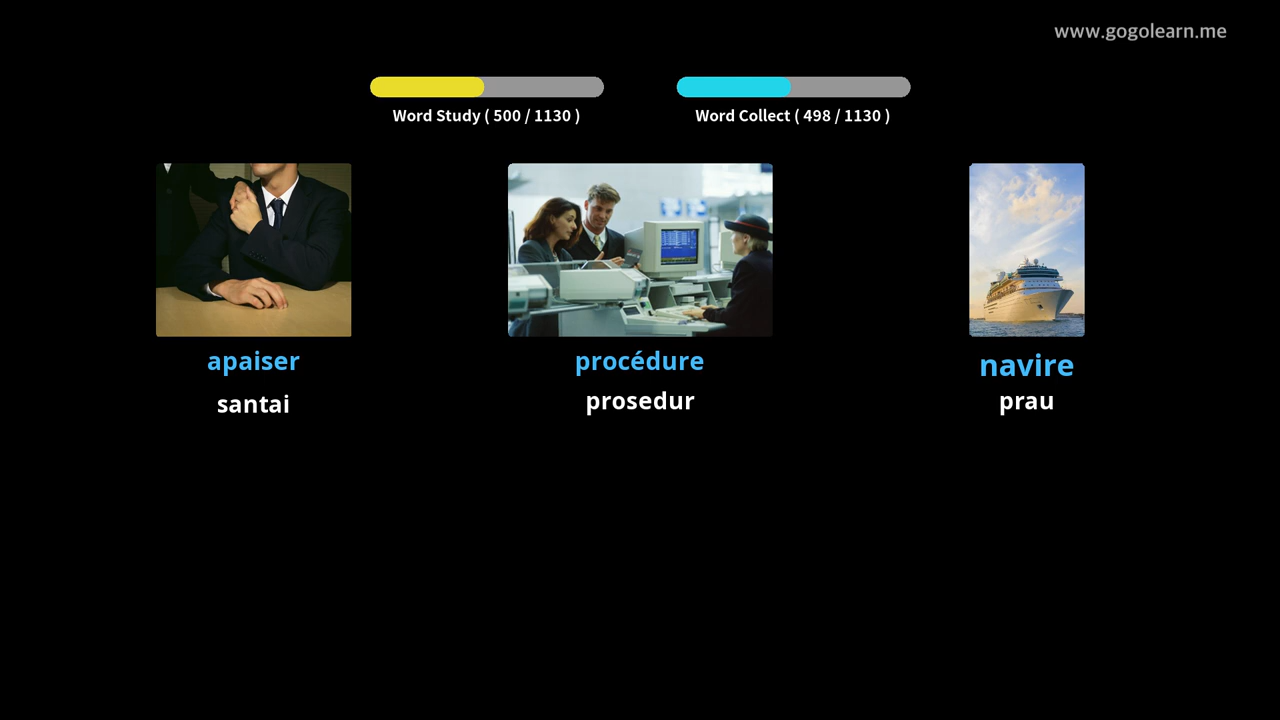 www.gogolearn.me
Word Study ( 500 / 1130 )
Word Collect ( 498 / 1130 )
apaiser
santai
procédure
prosedur
navire
prau